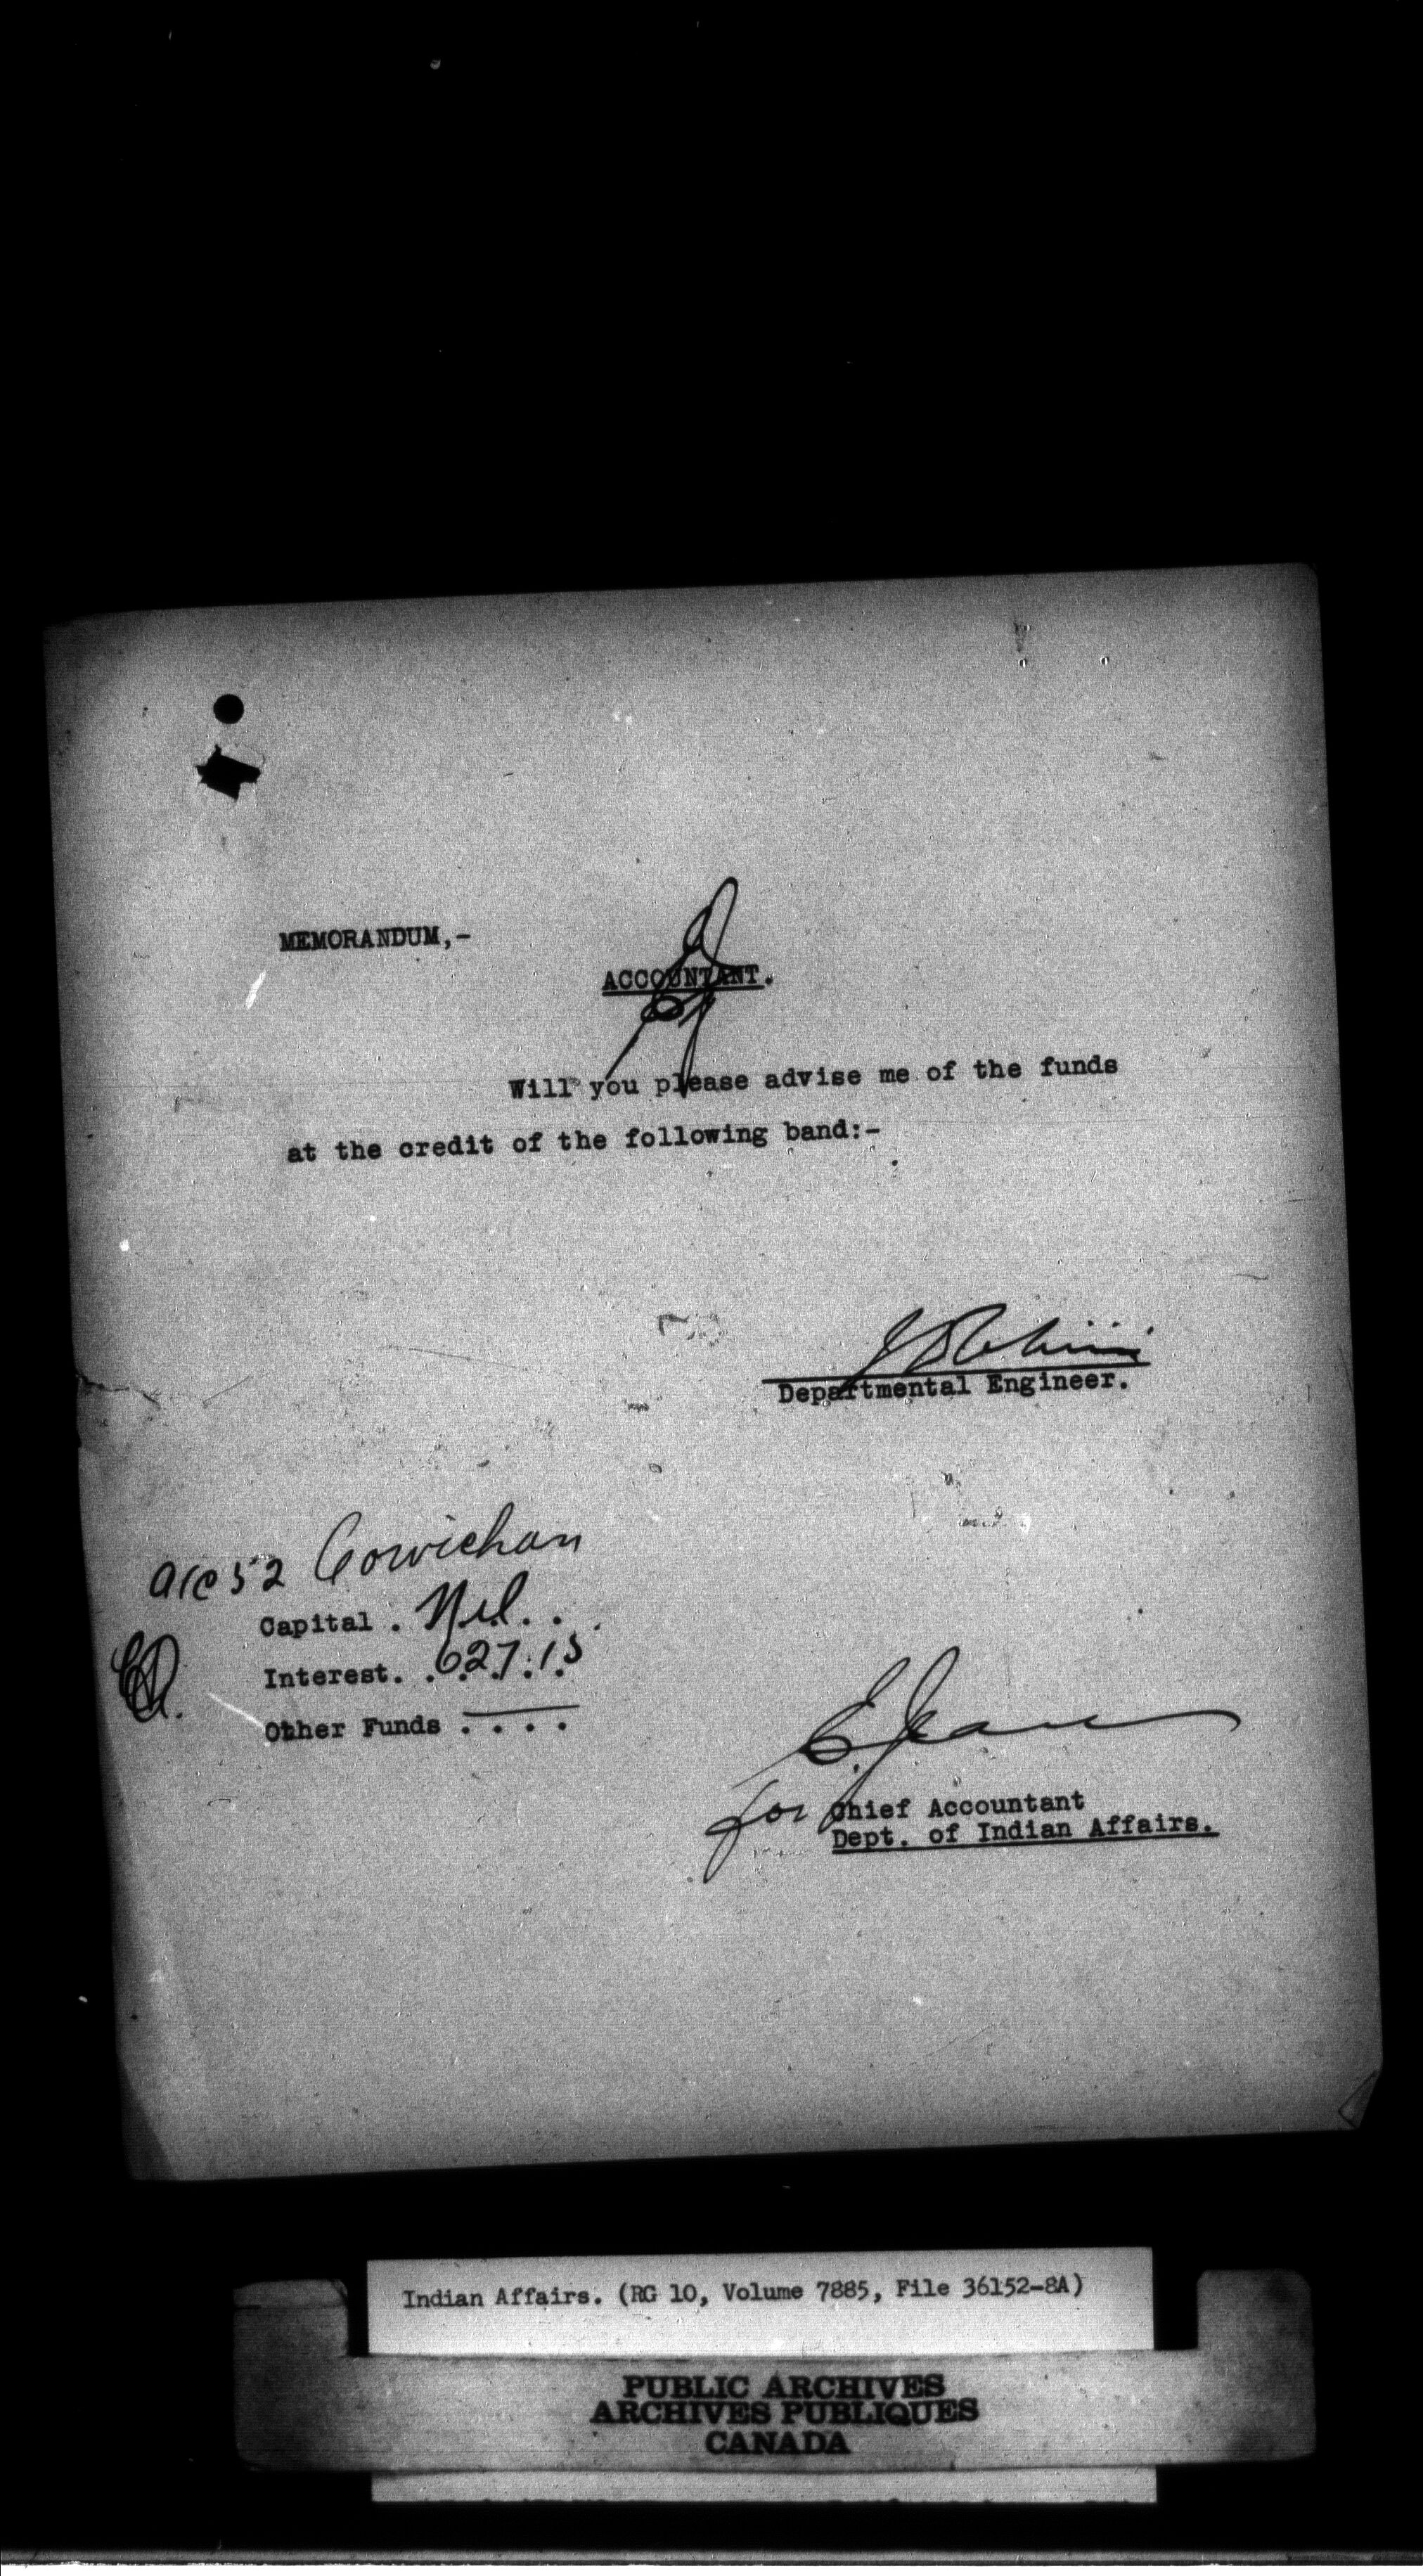 MEMORANDUM,-
ACCOUNTANT.
Will you please advise me of the funds
at the credit of the following band:-
Departmental Engineer.
a/c 52 Cowichan
Capital . Nil . .
Interest. . 627.15
Other Funds . . . .
for Chief Accountant
Dept. of Indian Affairs.
Indian Affairs. (RG 10, Volume 7885, File 36152-8A)
PUBLIC ARCHIVES
ARCHIVES PUBLIQUES
CANADA